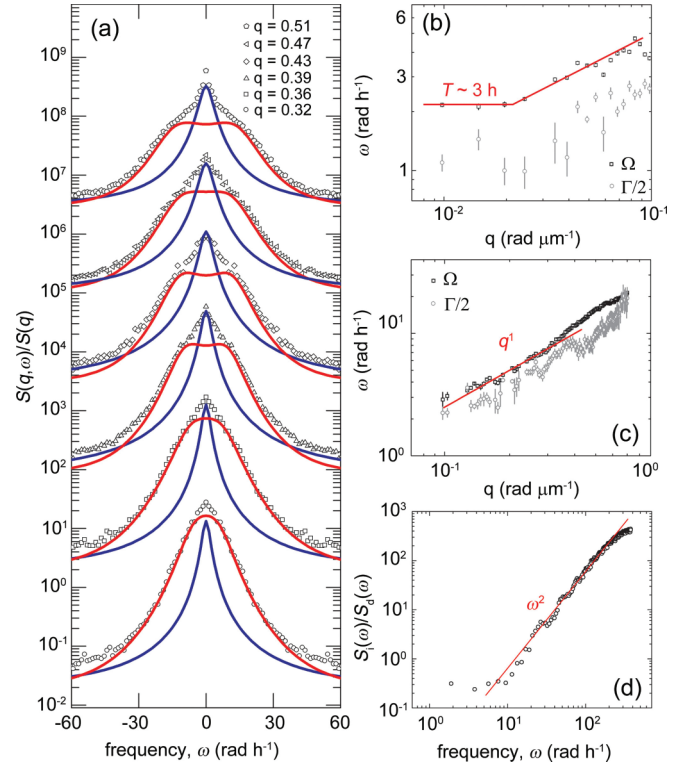 (a)
q = 0.51
q = 0.47
q = 0.43
q = 0.39
q = 0.36
q = 0.32
10⁹
10⁸
10⁷
10⁶
10⁵
10⁴
10³
10²
10¹
10⁰
10⁻¹
10⁻²
S(q,ω)/S(q)
-60
-30
0
30
60
frequency, ω (rad h⁻¹)
(b)
6
3
1
ω (rad h⁻¹)
T ~ 3 h
Ω
Γ/2
10⁻²
10⁻¹
q (rad μm⁻¹)
Ω
Γ/2
10¹
10⁰
ω (rad h⁻¹)
q¹
(c)
10⁻¹
10⁰
q (rad μm⁻¹)
10³
10²
10¹
10⁰
10⁻¹
Sₗ(ω)/S_d(ω)
ω²
(d)
10⁰
10¹
10²
frequency, ω (rad h⁻¹)